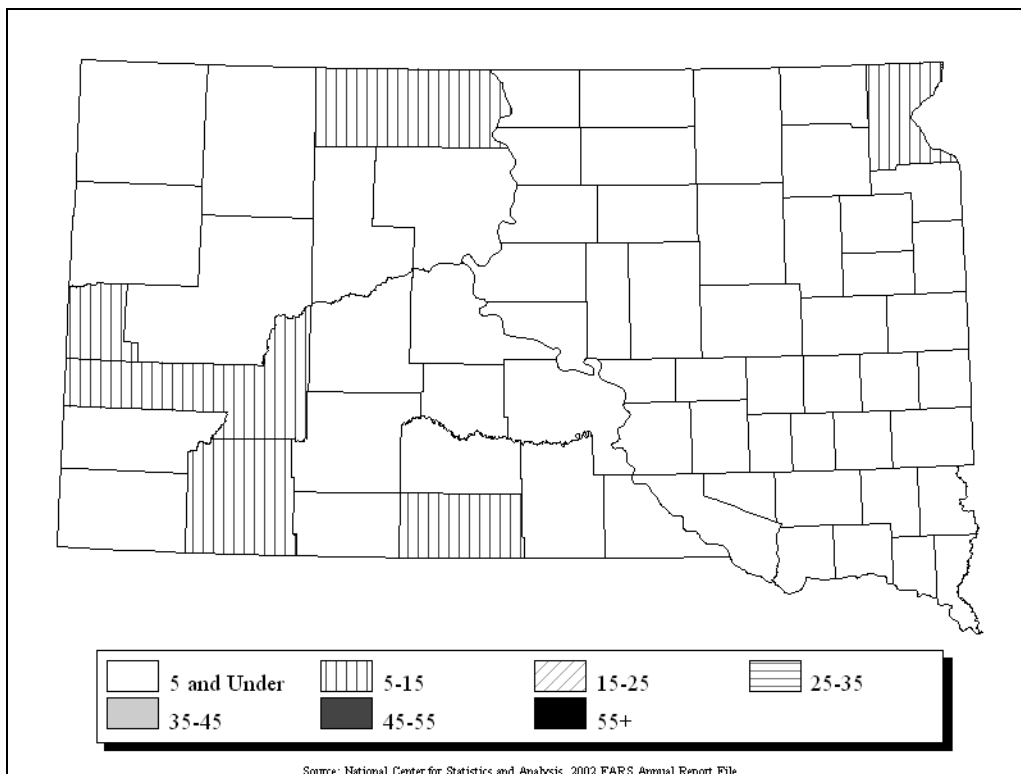 5 and Under 5-15 15-25 25-35
35-45 45-55 55+
Source: National Center for Statistics and Analysis, 2002 FARS Annual Report File